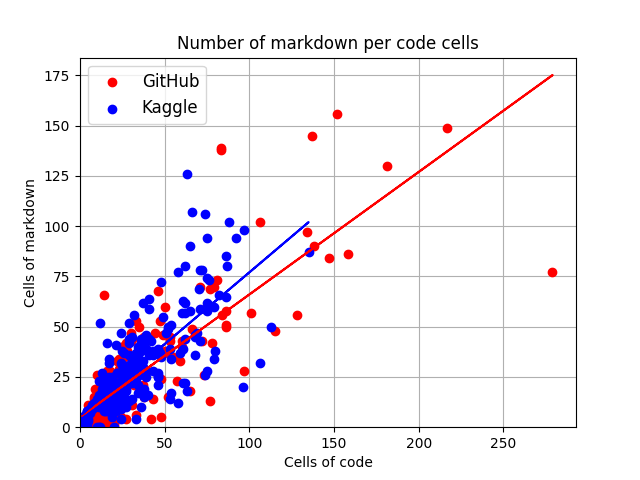 Number of markdown per code cells
GitHub
Kaggle
Cells of markdown
175
150
125
100
75
50
25
0
0 50 100 150 200 250
Cells of code